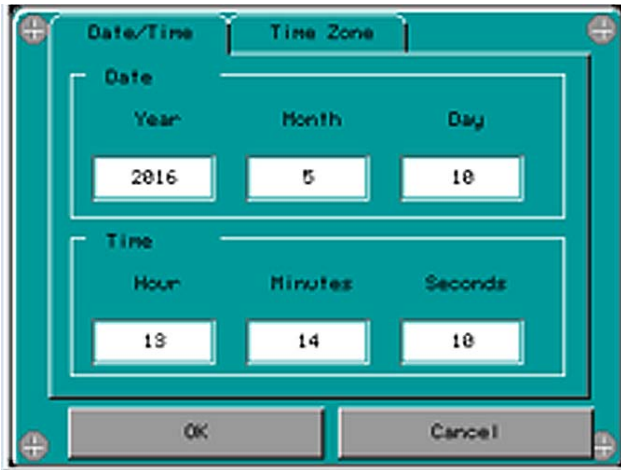 Date/Time Time Zone
Date
Year Month Day
2016 5 10
Time
Hour Minutes Seconds
13 14 10
OK Cancel